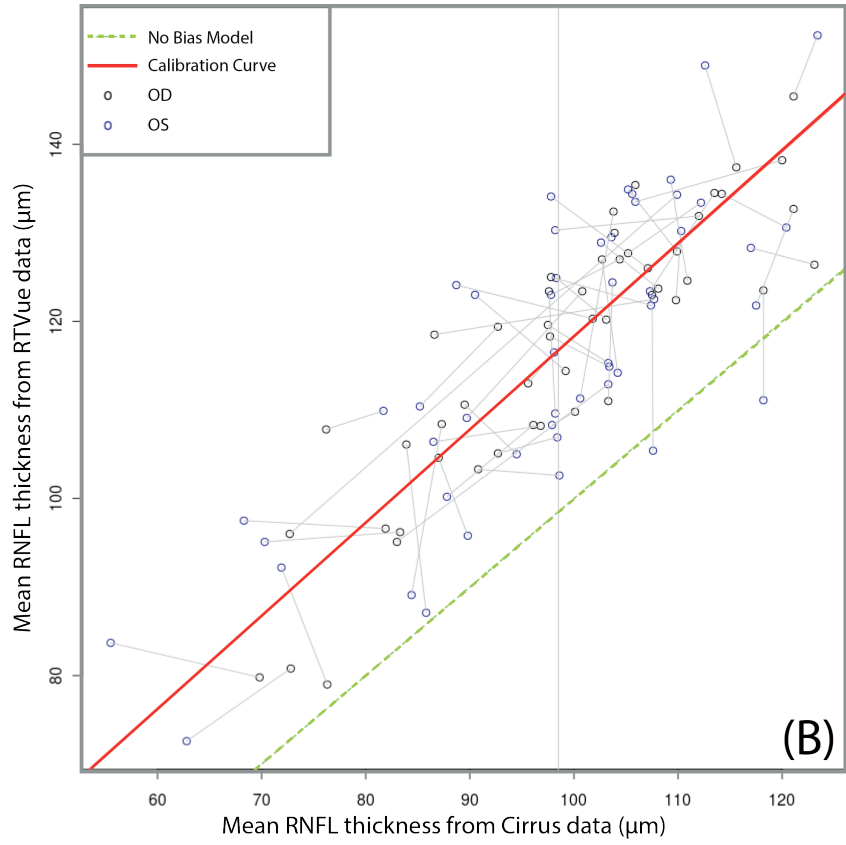 No Bias Model
Calibration Curve
OD
OS
Mean RNFL thickness from RTVue data (μm)
140
120
100
80
(B)
60 70 80 90 100 110 120
Mean RNFL thickness from Cirrus data (μm)